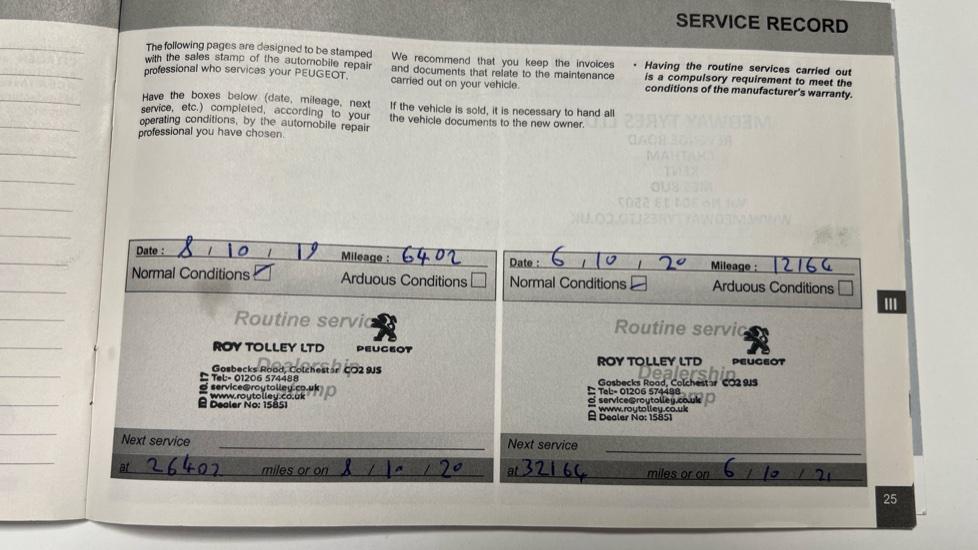 SERVICE RECORD
The following pages are designed to be stamped
with the sales stamp of the automobile repair
professional who services your PEUGEOT.
Have the boxes below (date, mileage, next
service, etc.) completed, according to your
operating conditions, by the automobile repair
professional you have chosen.
We recommend that you keep the invoices
and documents that relate to the maintenance
carried out on your vehicle.
If the vehicle is sold, it is necessary to hand all
the vehicle documents to the new owner.
• Having the routine services carried out
is a compulsory requirement to meet the
conditions of the manufacturer's warranty.
Date : 8 / 10 / 19 Mileage : 6402
Normal Conditions Arduous Conditions
Routine service
ROY TOLLEY LTD PEUGEOT
Dealership
Gosbecks Road, Colchester CO2 9JS
Tel:- 01206 574488
service@roytolley.co.uk
www.roytolley.co.uk
Dealer No: 15851
ID 10.17
Next service
at 26402 miles or on 8 / 10 / 20
Date : 6 / 10 / 20 Mileage : 12164
Normal Conditions Arduous Conditions
Routine service
ROY TOLLEY LTD PEUGEOT
Dealership
Gosbecks Road, Colchester CO2 9JS
Tel:- 01206 574488
service@roytolley.co.uk
www.roytolley.co.uk
Dealer No: 15851
ID 10.17
Next service
at 32164 miles or on 6 / 10 / 21
III
25